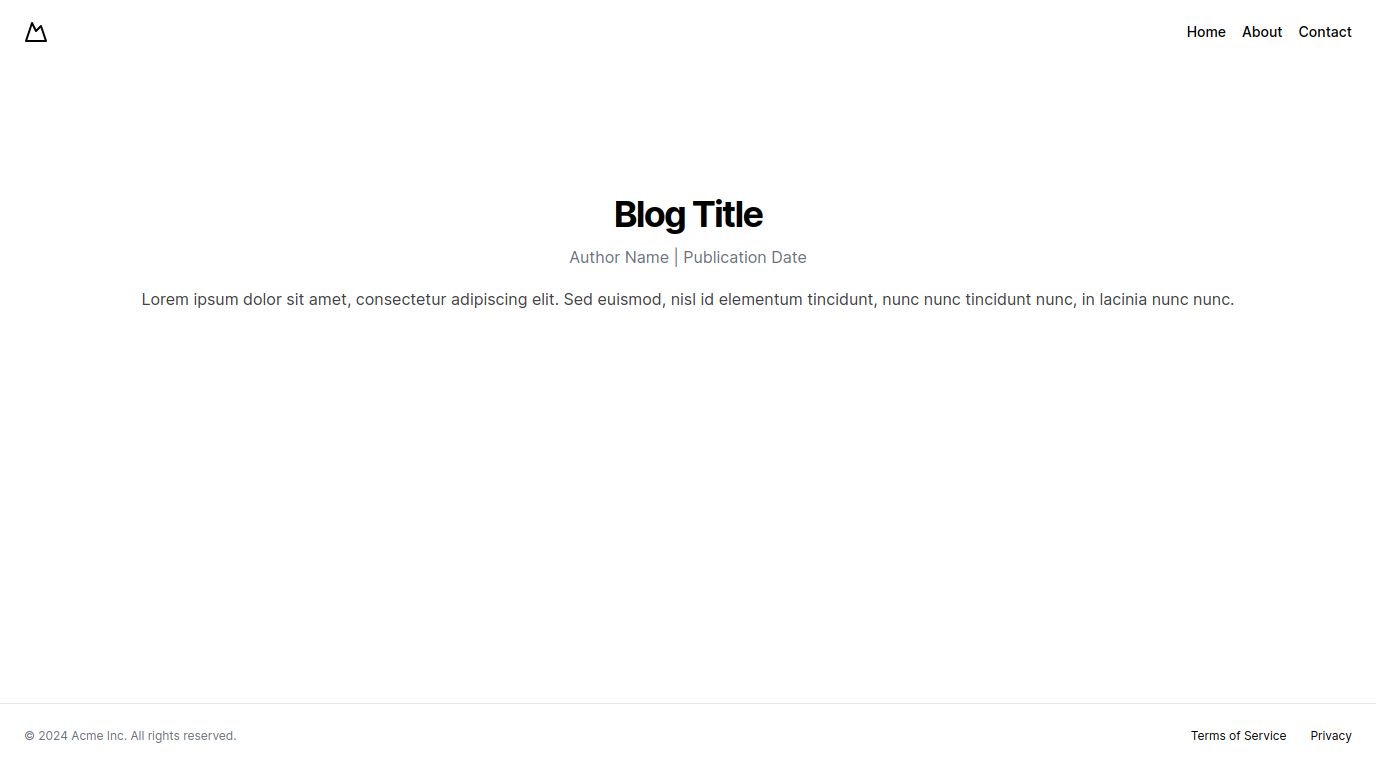 Home About Contact
Blog Title
Author Name | Publication Date
Lorem ipsum dolor sit amet, consectetur adipiscing elit. Sed euismod, nisl id elementum tincidunt, nunc nunc tincidunt nunc, in lacinia nunc nunc.
© 2024 Acme Inc. All rights reserved.
Terms of Service Privacy